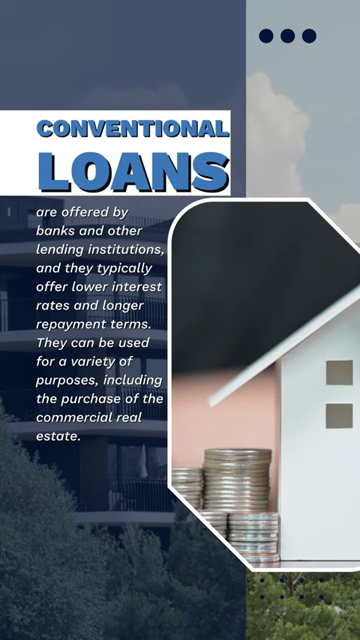 CONVENTIONAL
LOANS
are offered by
banks and other
lending institutions,
and they typically
offer lower interest
rates and longer
repayment terms.
They can be used
for a variety of
purposes, including
the purchase of the
commercial real
estate.